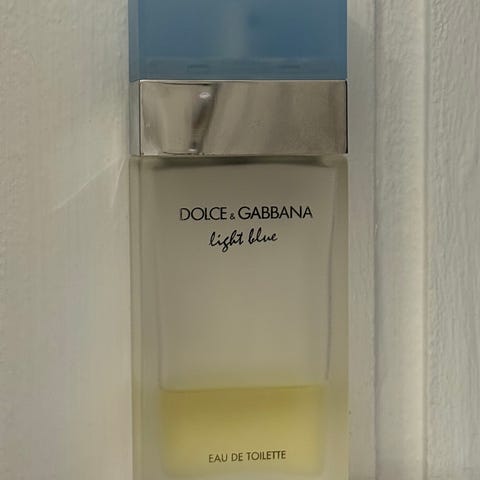 DOLCE & GABBANA
light blue
EAU DE TOILETTE